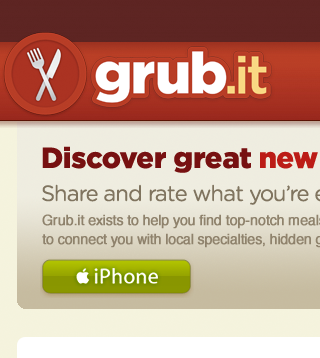 grub.it
Discover great new
Share and rate what you're e
Grub.it exists to help you find top-notch meal
to connect you with local specialties, hidden g
iPhone